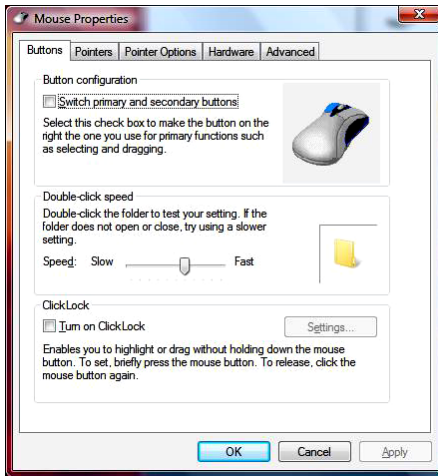 Mouse Properties
Buttons Pointers Pointer Options Hardware Advanced
Button configuration
Switch primary and secondary buttons
Select this check box to make the button on the
right the one you use for primary functions such
as selecting and dragging.
Double-click speed
Double-click the folder to test your setting. If the
folder does not open or close, try using a slower
setting.
Speed: Slow Fast
ClickLock
Turn on ClickLock Settings...
Enables you to highlight or drag without holding down the mouse
button. To set, briefly press the mouse button. To release, click the
mouse button again.
OK Cancel Apply